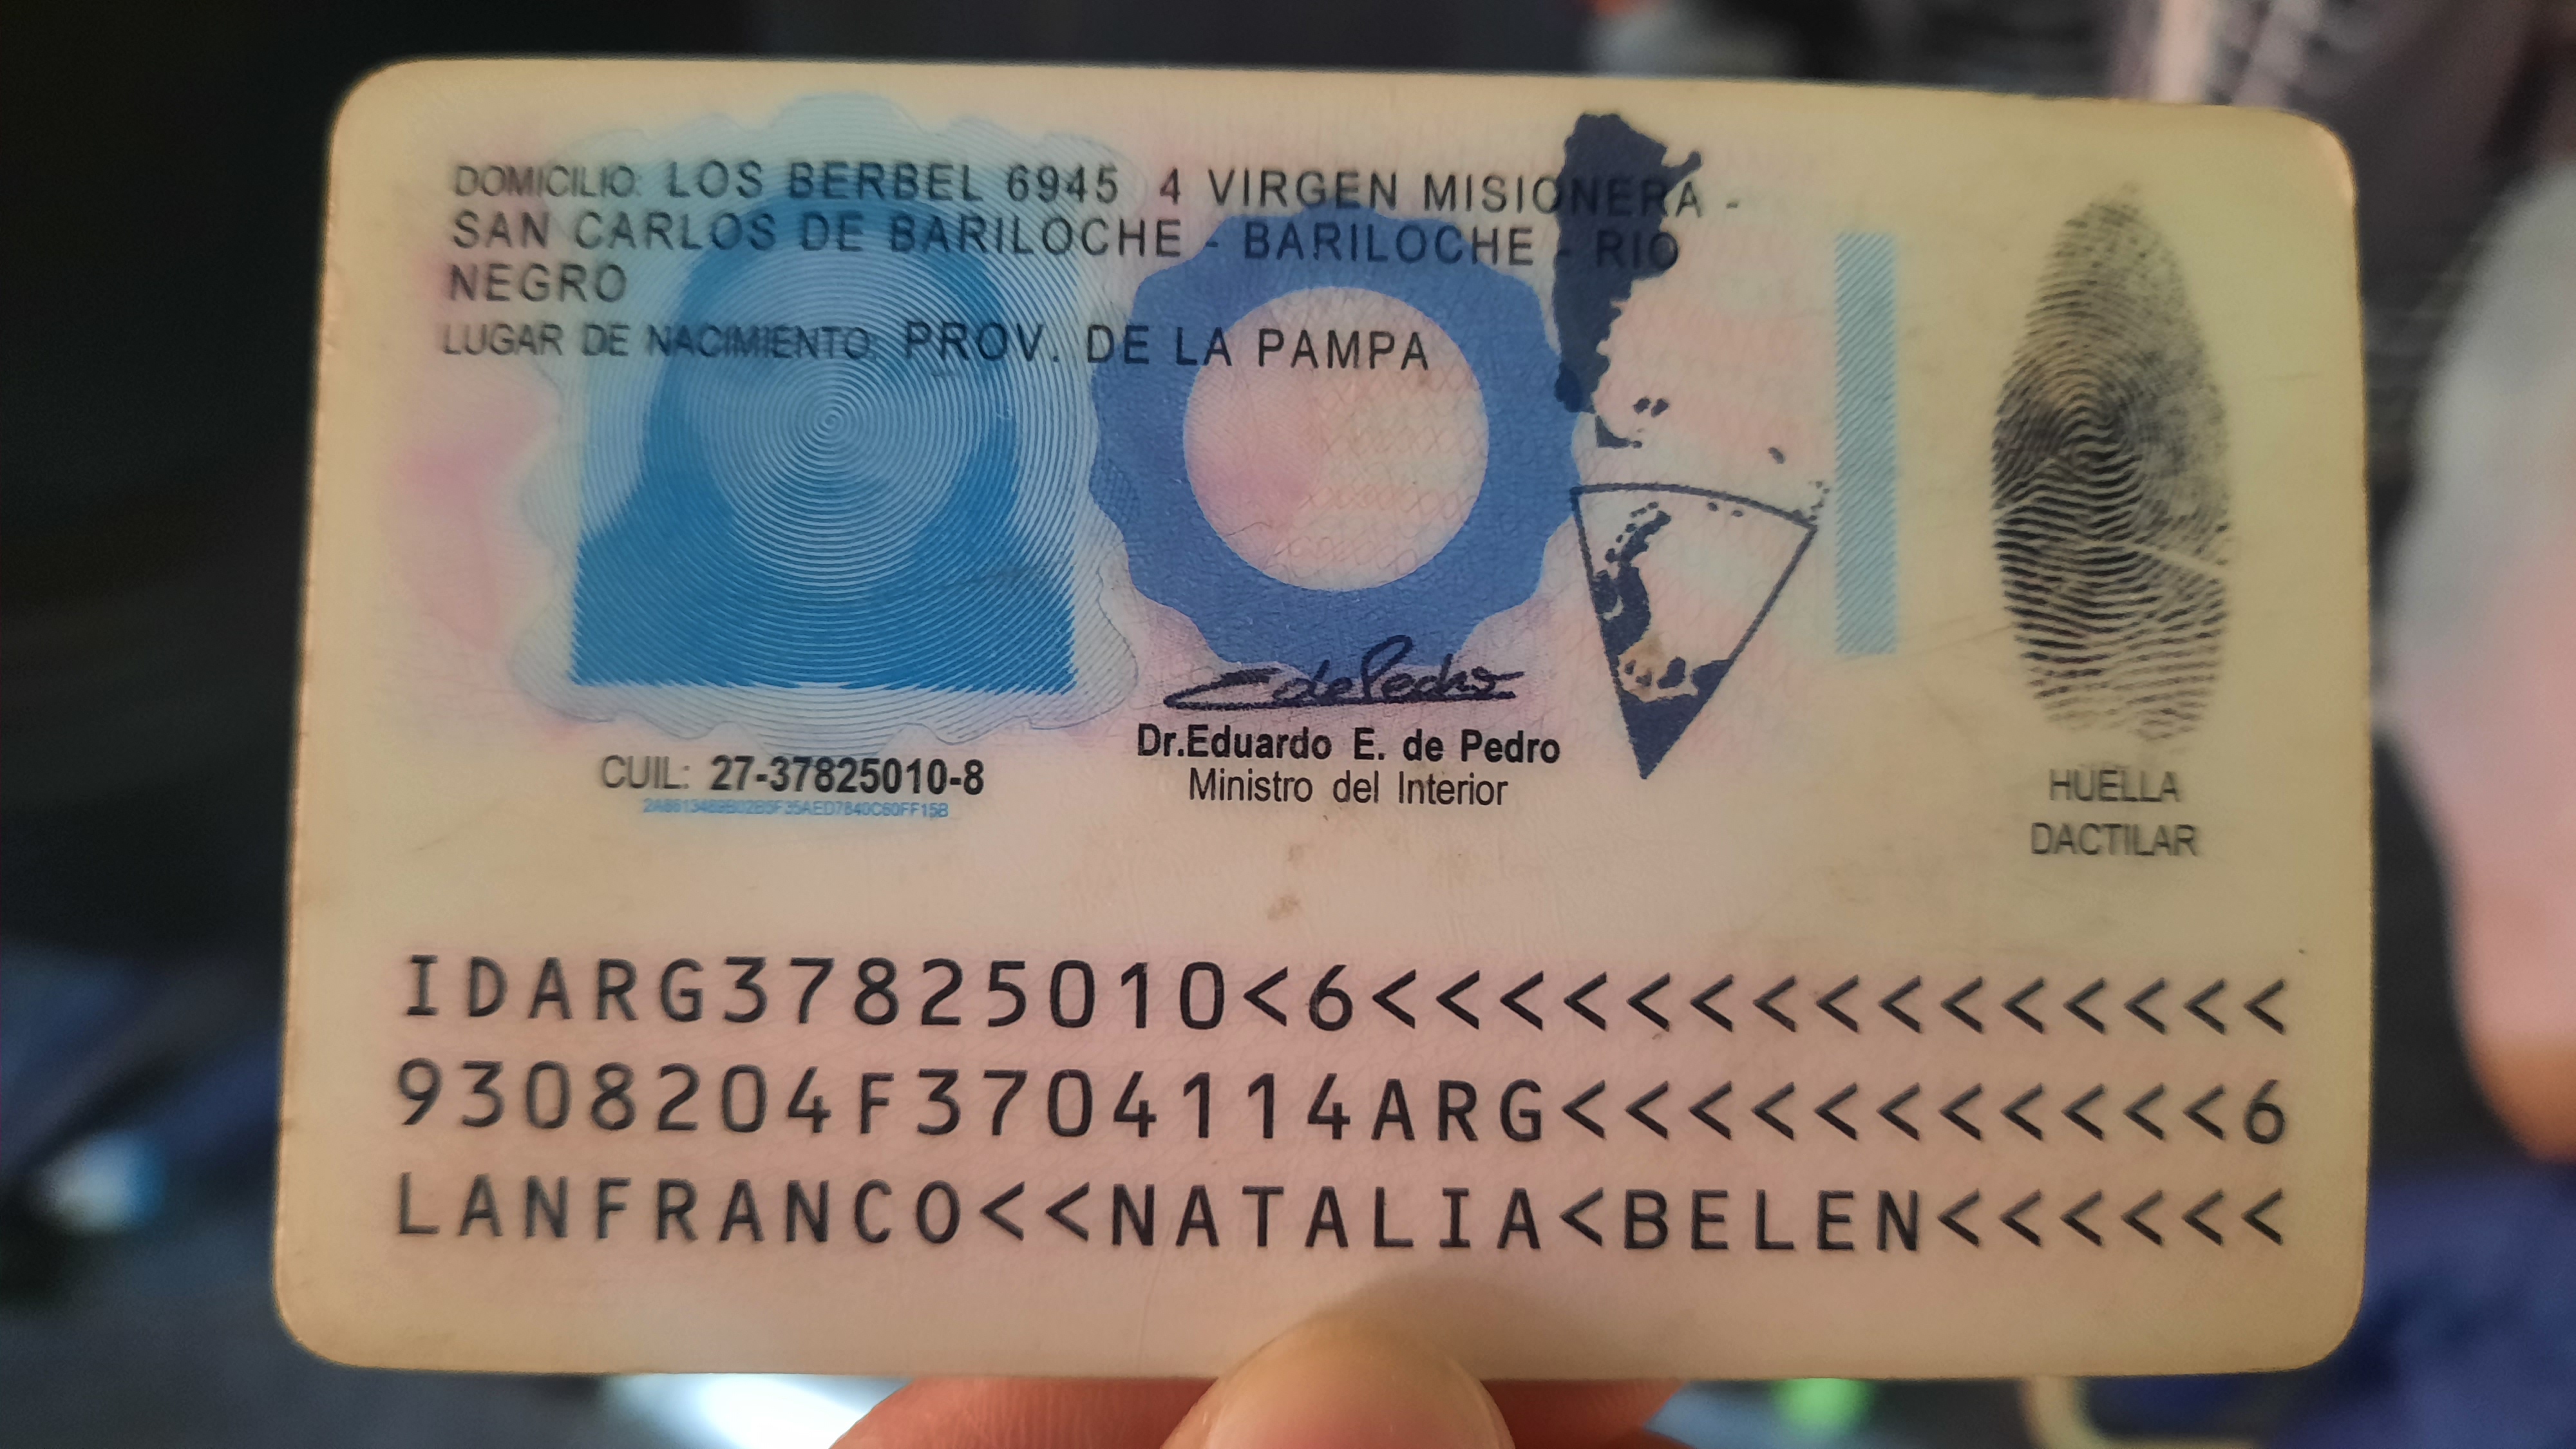 DOMICILIO: LOS BERBEL 6945 4 VIRGEN MISIONERA -
SAN CARLOS DE BARILOCHE - BARILOCHE - RIO
NEGRO
LUGAR DE NACIMIENTO: PROV. DE LA PAMPA
CUIL: 27-37825010-8
E de Pedro
Dr.Eduardo E. de Pedro
Ministro del Interior
HUELLA
DACTILAR
IDARG37825010<6<<<<<<<<<<<<<<<
9308204F3704114ARG<<<<<<<<<<<6
LANFRANCO<<NATALIA<BELEN<<<<<<